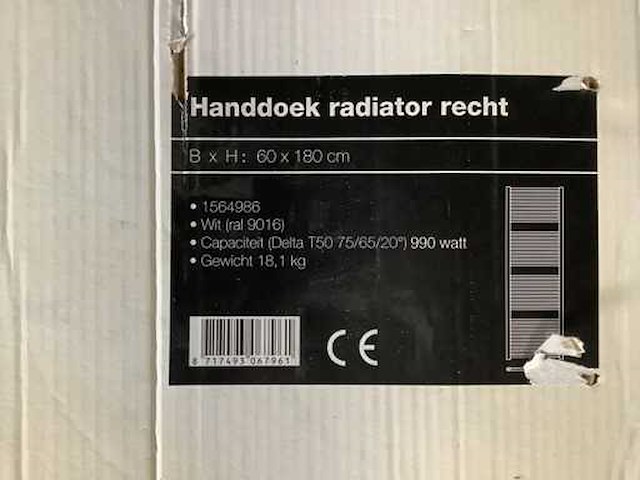 Handdoek radiator recht
B x H: 60 x 180 cm
• 1564986
• Wit (ral 9016)
• Capaciteit (Delta T50 75/65/20°) 990 watt
• Gewicht 18,1 kg
8 717493 067961
CE